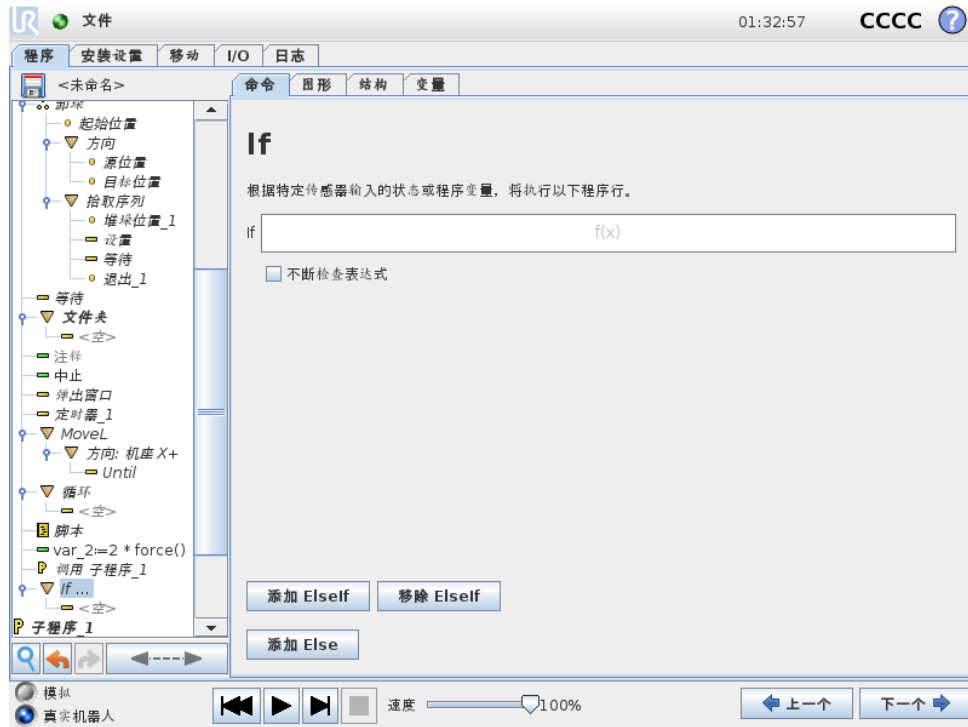 UR 文件 01:32:57 CCCC ?
程序 安装设置 移动 I/O 日志
<未命名>
命令 图形 结构 变量
卸垛
起始位置
方向
源位置
目标位置
拾取序列
堆垛位置_1
设置
等待
退出_1
等待
文件夹
<空>
注释
中止
弹出窗口
定时器_1
MoveL
方向: 机座 X+
Until
循环
<空>
脚本
var_2:=2 * force()
调用 子程序_1
If ...
<空>
子程序_1
If
根据特定传感器输入的状态或程序变量，将执行以下程序行。
If f(x)
不断检查表达式
添加 ElseIf 移除 ElseIf
添加 Else
模拟
真实机器人
速度 100%
上一个 下一个